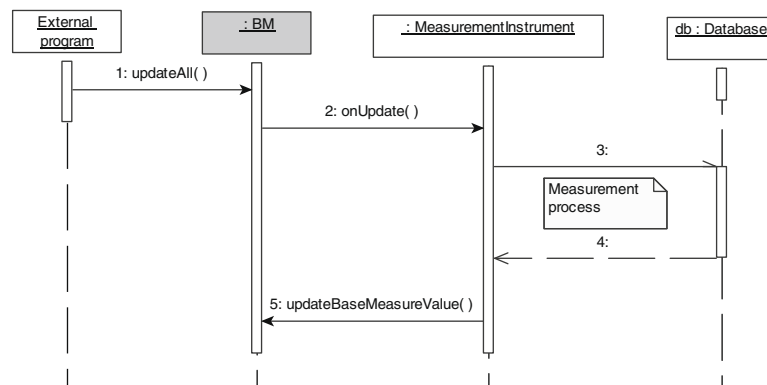 External
program
: BM
: MeasurementInstrument
db : Database
1: updateAll( )
2: onUpdate( )
3:
Measurement
process
4:
5: updateBaseMeasureValue( )